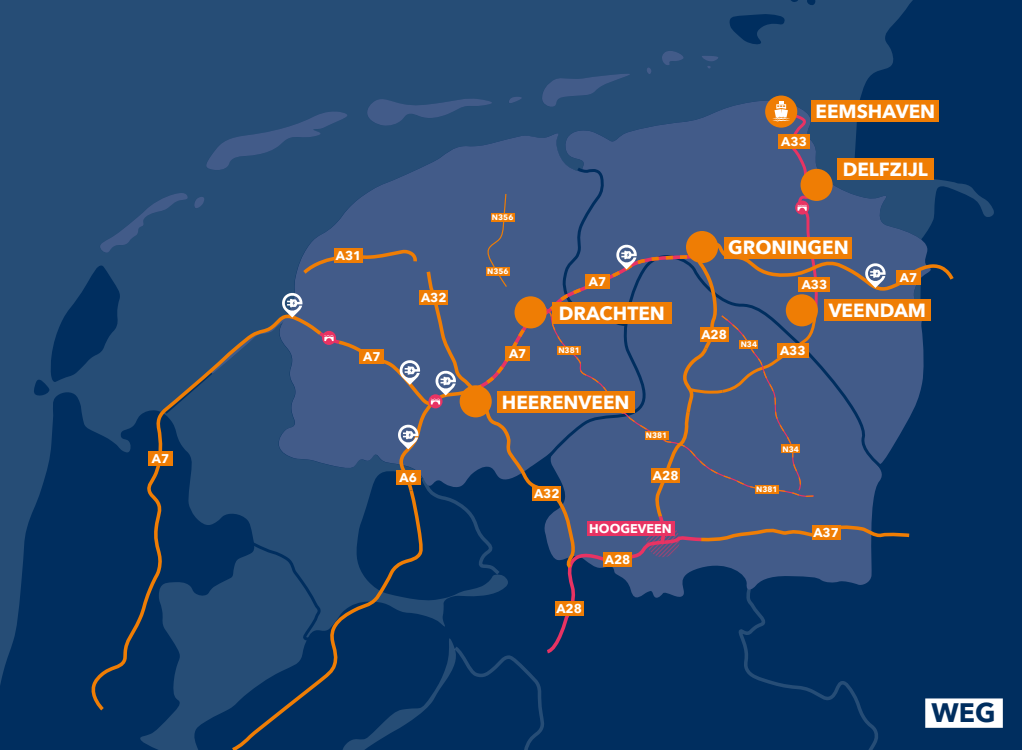 EEMSHAVEN
A33
DELFZIJL
N356
GRONINGEN
A31
N356
A7
A7
A33
A32
DRACHTEN
VEENDAM
A28
N34
A7
A7
N381
A33
HEERENVEEN
N381
N34
A7
A6
A28
A32
N381
HOOGEVEEN
A37
A28
A28
WEG